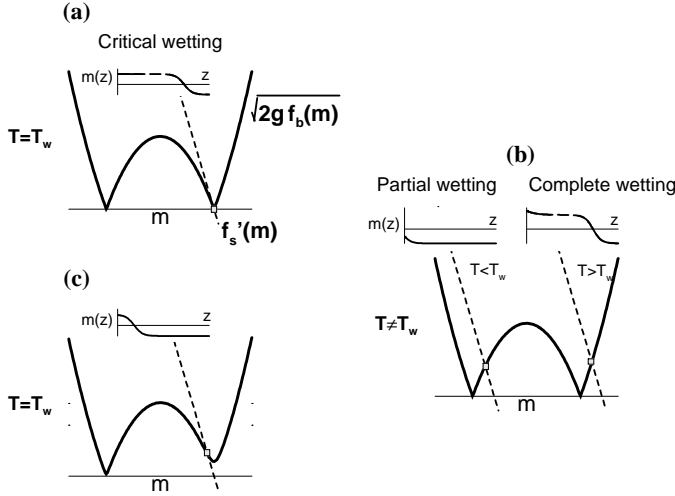 (a)
Critical wetting
m(z)
z
T=T_w
√2g f_b(m)
m
f_s'(m)
(b)
Partial wetting
Complete wetting
m(z)
z
z
T<T_w
T>T_w
T≠T_w
m
(c)
m(z)
z
T=T_w
m